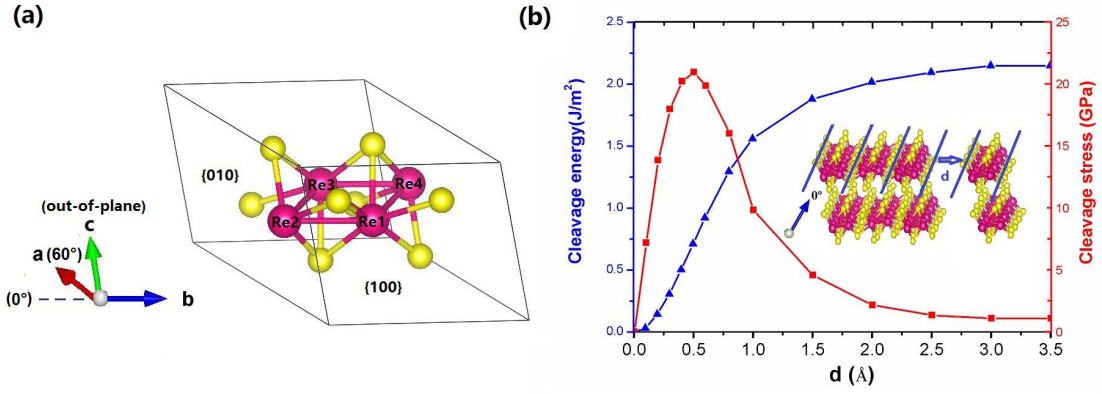 (a)
{010}
Re3
Re4
Re2
Re1
{100}
(out-of-plane)
c
a (60°)
(0°)
b
(b)
Cleavage energy(J/m²)
2.5
2.0
1.5
1.0
0.5
0.0
0.0 0.5 1.0 1.5 2.0 2.5 3.0 3.5
d (Å)
25
20
15
10
5
0
Cleavage stress (GPa)
d
0°